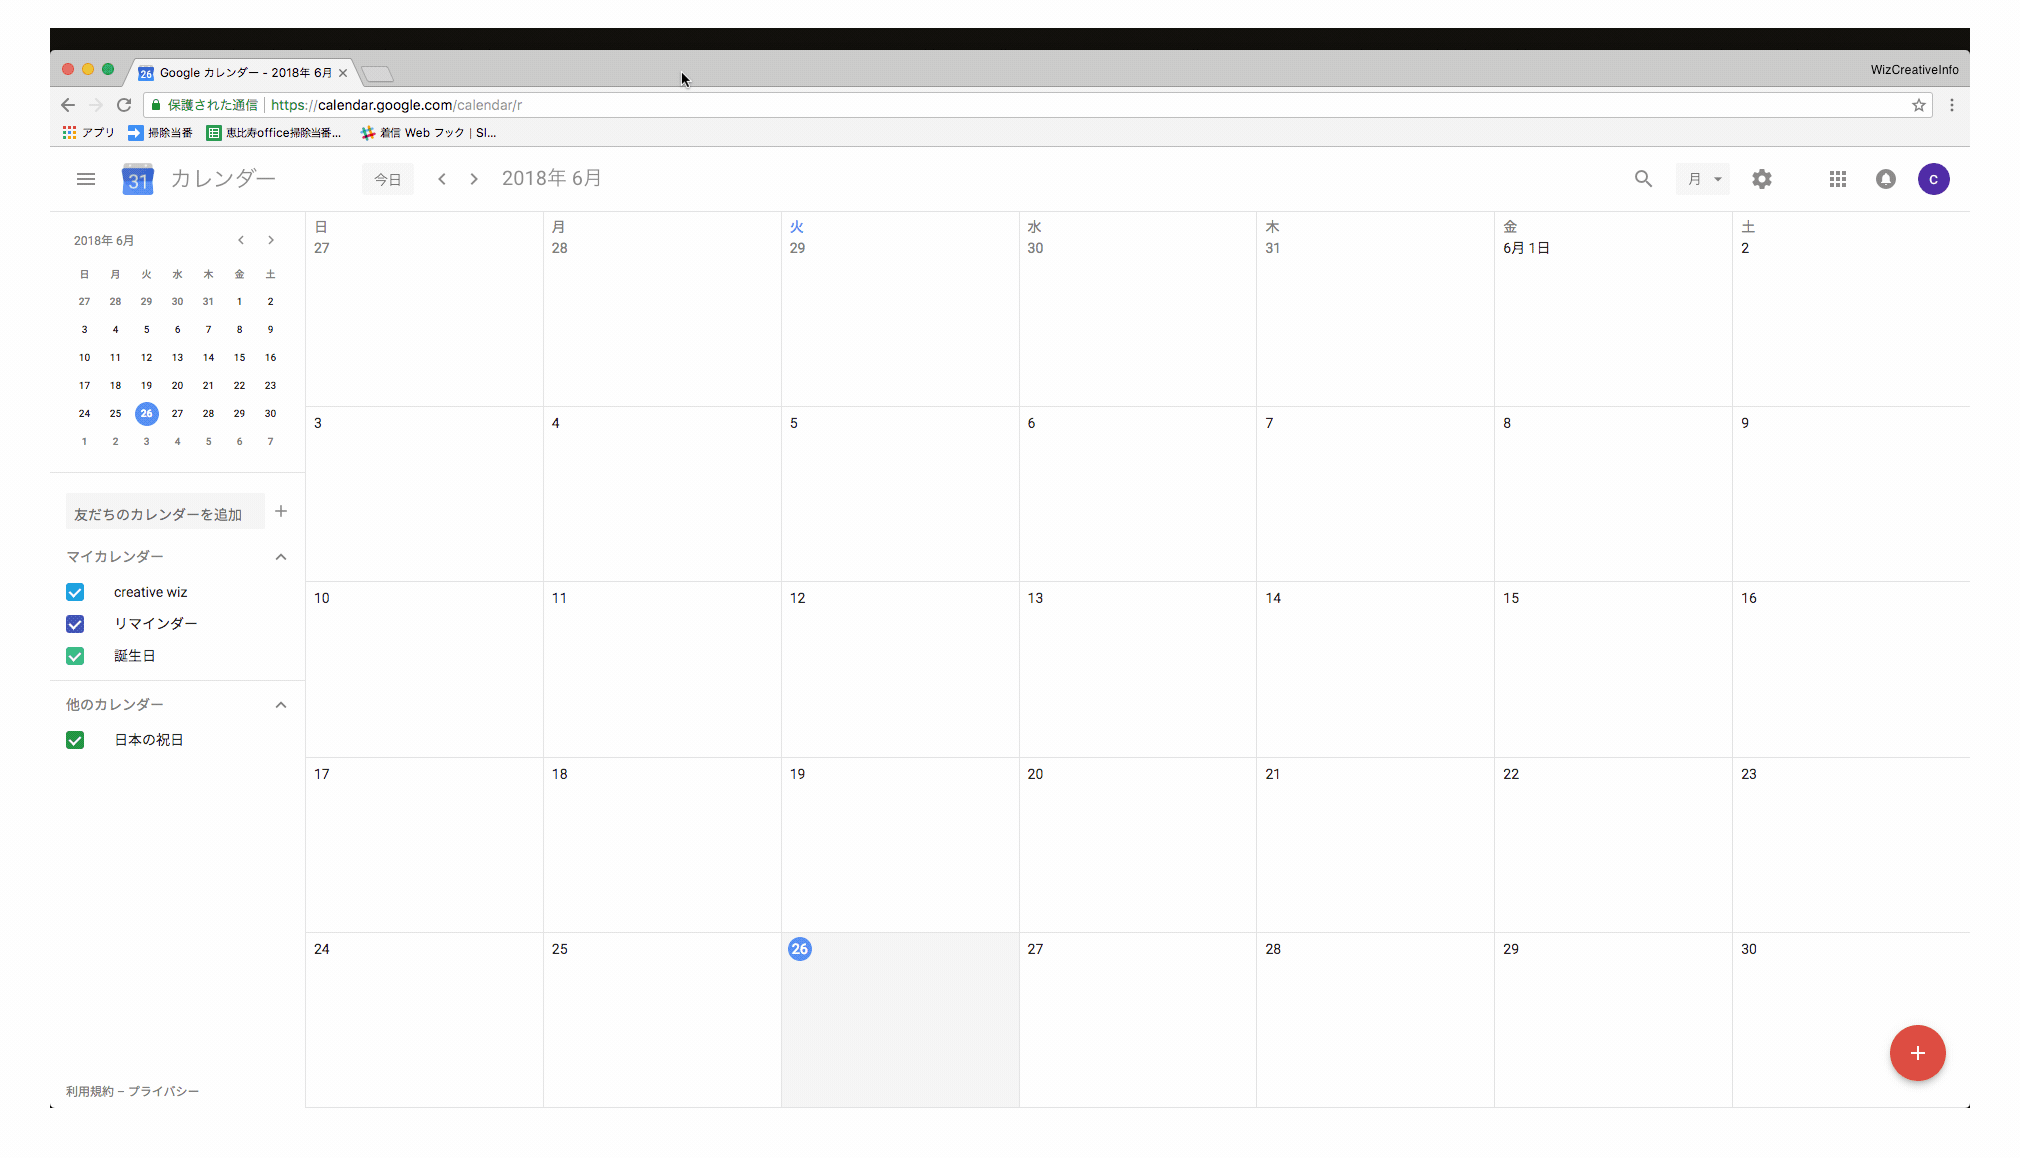 26 Google カレンダー - 2018年 6月
WizCreativeInfo
保護された通信 https://calendar.google.com/calendar/r
アプリ 掃除当番 恵比寿office掃除当番... 着信 Web フック | Sl...
31 カレンダー 今日 2018年 6月 月 C
2018年 6月
日 月 火 水 木 金 土
27 28 29 30 31 1 2
3 4 5 6 7 8 9
10 11 12 13 14 15 16
17 18 19 20 21 22 23
24 25 26 27 28 29 30
1 2 3 4 5 6 7
友だちのカレンダーを追加 +
マイカレンダー
creative wiz
リマインダー
誕生日
他のカレンダー
日本の祝日
利用規約 – プライバシー
日 月 火 水 木 金 土
27 28 29 30 31 6月 1日 2
3 4 5 6 7 8 9
10 11 12 13 14 15 16
17 18 19 20 21 22 23
24 25 26 27 28 29 30
+